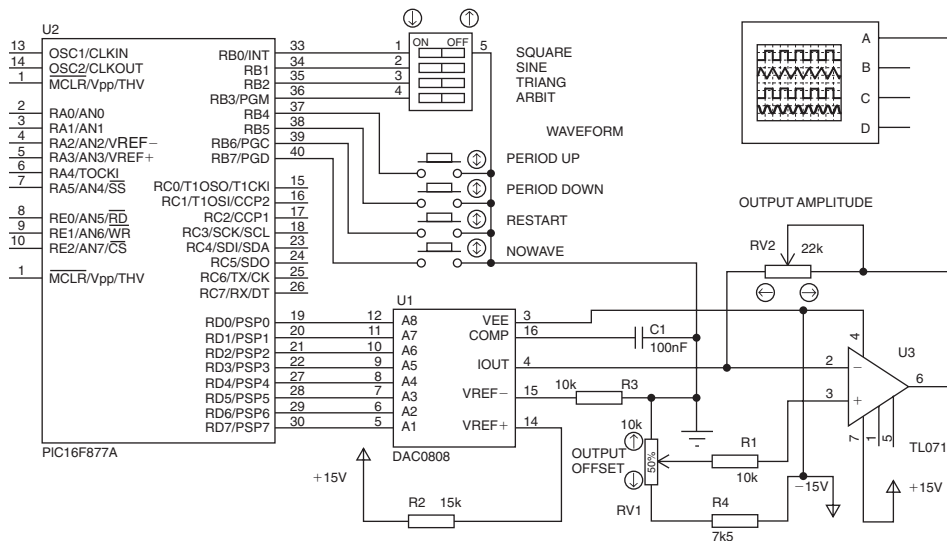 U2
13 OSC1/CLKIN
14 OSC2/CLKOUT
1 MCLR/Vpp/THV
2 RA0/AN0
3 RA1/AN1
4 RA2/AN2/VREF−
5 RA3/AN3/VREF+
6 RA4/TOCKI
7 RA5/AN4/SS
8 RE0/AN5/RD
9 RE1/AN6/WR
10 RE2/AN7/CS
1 MCLR/Vpp/THV
RB0/INT 33
RB1 34
RB2 35
RB3/PGM 36
RB4 37
RB5 38
RB6/PGC 39
RB7/PGD 40
RC0/T1OSO/T1CKI 15
RC1/T1OSI/CCP2 16
RC2/CCP1 17
RC3/SCK/SCL 18
RC4/SDI/SDA 23
RC5/SDO 24
RC6/TX/CK 25
RC7/RX/DT 26
RD0/PSP0 19
RD1/PSP1 20
RD2/PSP2 21
RD3/PSP3 22
RD4/PSP4 27
RD5/PSP5 28
RD6/PSP6 29
RD7/PSP7 30
PIC16F877A
ON OFF
1 5
2
3
4
SQUARE
SINE
TRIANG
ARBIT
WAVEFORM
PERIOD UP
PERIOD DOWN
RESTART
NOWAVE
A
B
C
D
OUTPUT AMPLITUDE
RV2 22k
U1
12 A8
11 A7
10 A6
9 A5
8 A4
7 A3
6 A2
5 A1
VEE 3
COMP 16
IOUT 4
VREF− 15
VREF+ 14
DAC0808
C1
100nF
10k R3
10k
50%
OUTPUT
OFFSET
RV1
R1
10k
R4
7k5
−15V
+15V
R2 15k
U3
4
2 −
3 +
6
7 1 5
TL071
+15V